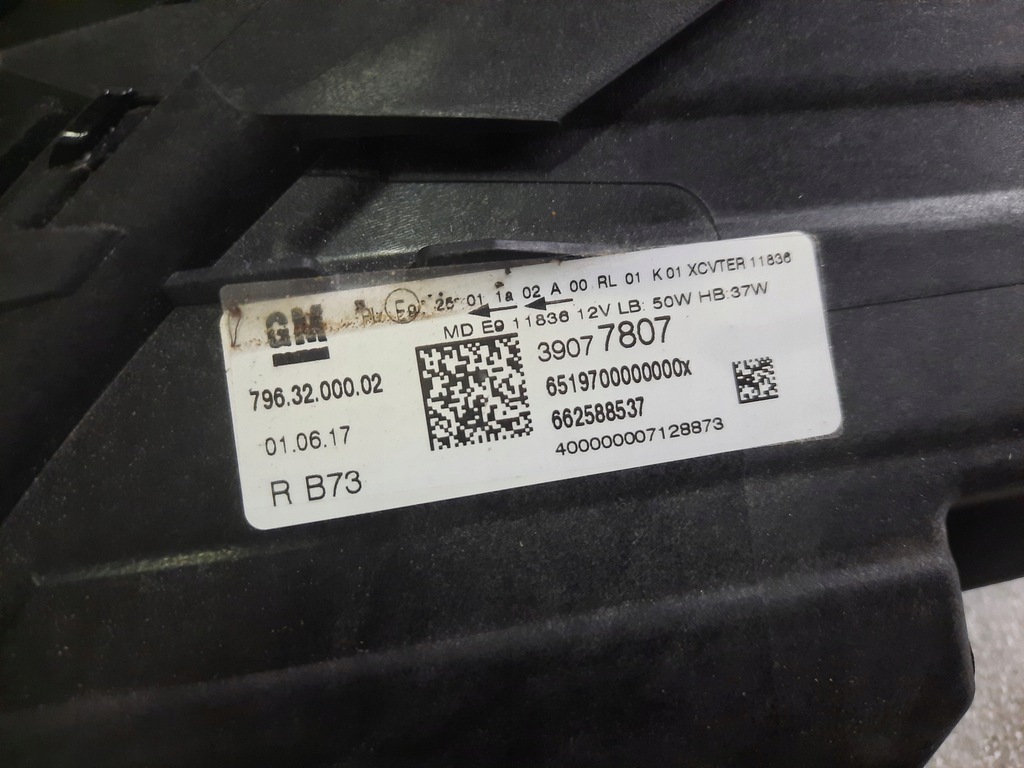 GM
E9 26 01 1a 02 A 00 RL 01 K 01 XCVTER 11836
MD E9 11836 12V LB: 50W HB:37W
39077807
796.32.000.02
6519700000000x
662588537
01.06.17
400000007128873
R B73